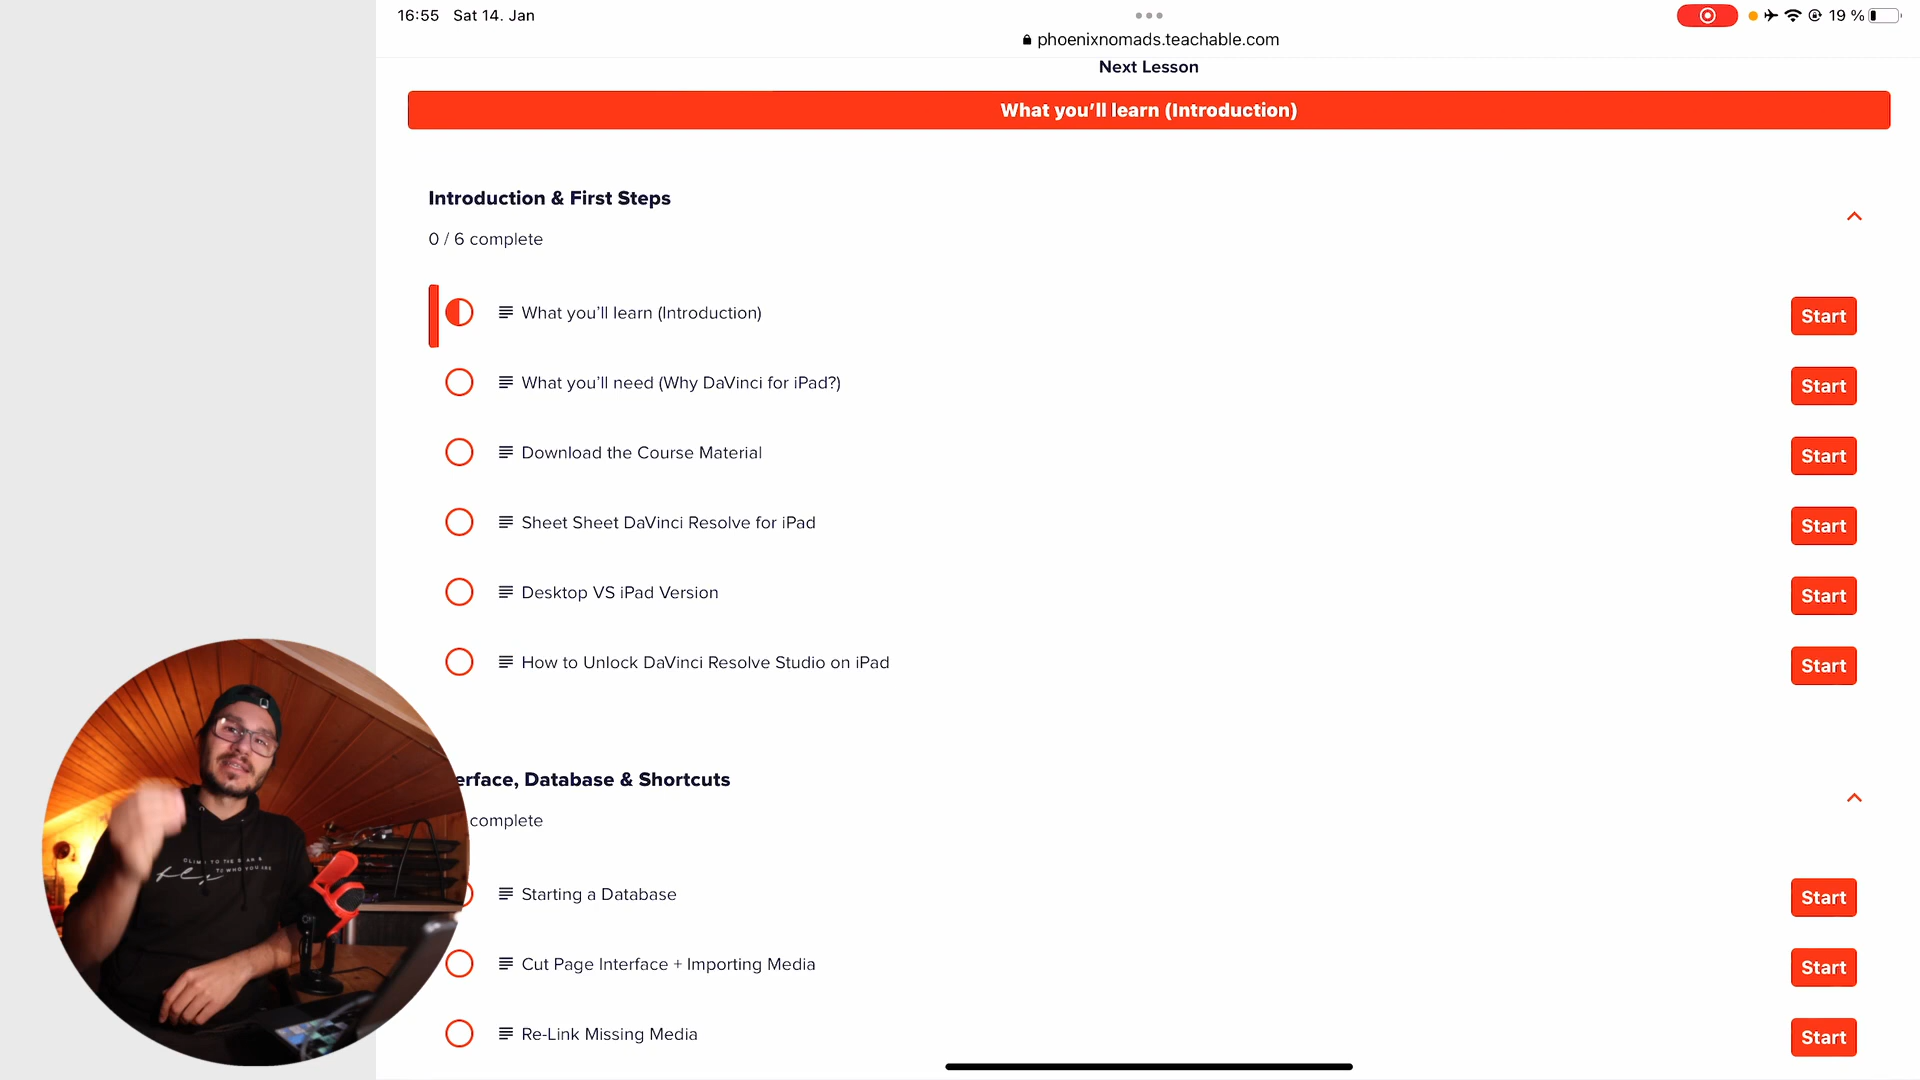 16:55 Sat 14. Jan
19 %
phoenixnomads.teachable.com
Next Lesson
What you'll learn (Introduction)
Introduction & First Steps
0 / 6 complete
What you'll learn (Introduction)
Start
What you'll need (Why DaVinci for iPad?)
Start
Download the Course Material
Start
Sheet Sheet DaVinci Resolve for iPad
Start
Desktop VS iPad Version
Start
How to Unlock DaVinci Resolve Studio on iPad
Start
erface, Database & Shortcuts
complete
Starting a Database
Start
Cut Page Interface + Importing Media
Start
Re-Link Missing Media
Start